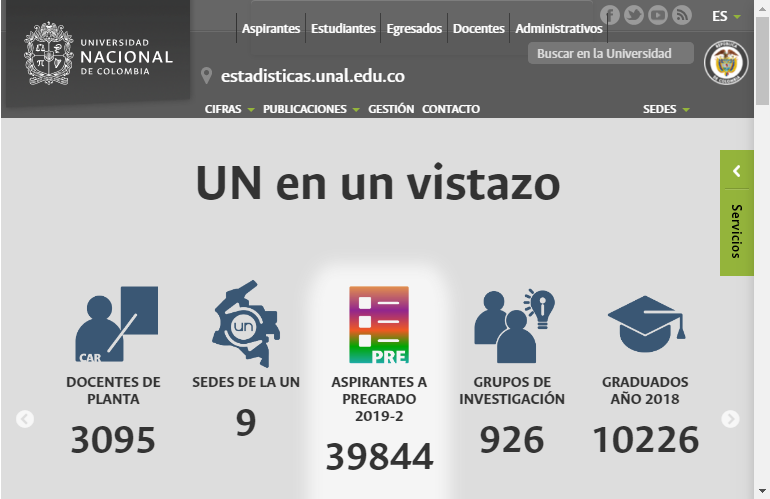 Aspirantes Estudiantes Egresados Docentes Administrativos
ES
UNIVERSIDAD
NACIONAL
DE COLOMBIA
Buscar en la Universidad
estadisticas.unal.edu.co
CIFRAS PUBLICACIONES GESTIÓN CONTACTO SEDES
UN en un vistazo
Servicios
CAR
DOCENTES DE
PLANTA
3095
un
SEDES DE LA UN
9
PRE
ASPIRANTES A
PREGRADO
2019-2
39844
GRUPOS DE
INVESTIGACIÓN
926
GRADUADOS
AÑO 2018
10226